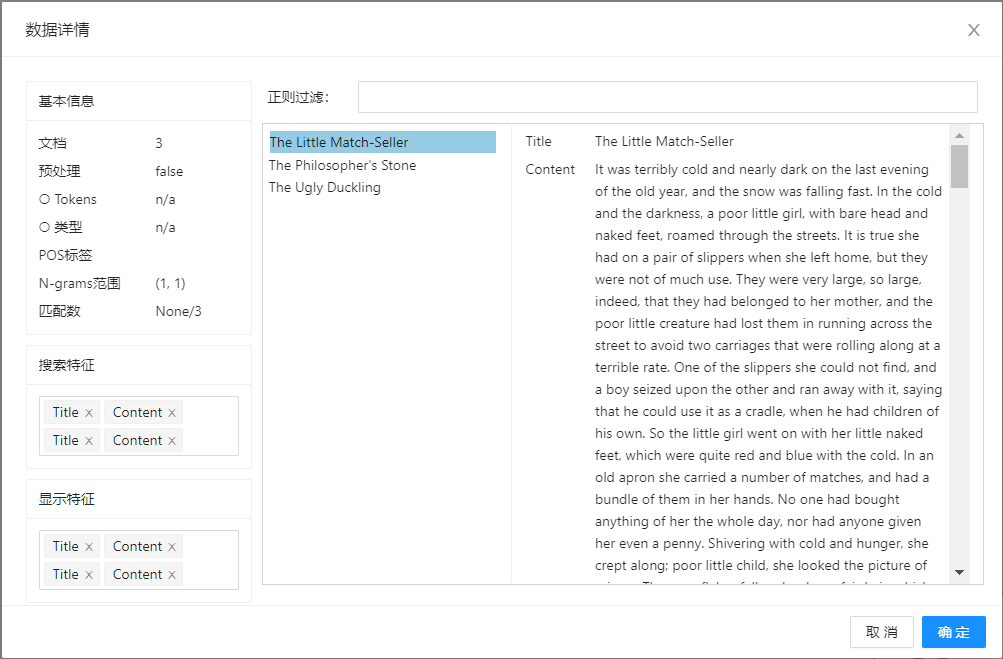 数据详情
X
基本信息
文档 3
预处理 false
Tokens n/a
类型 n/a
POS标签
N-grams范围 (1, 1)
匹配数 None/3
搜索特征
Title × Content ×
Title × Content ×
显示特征
Title × Content ×
Title × Content ×
正则过滤：
The Little Match-Seller
The Philosopher's Stone
The Ugly Duckling
Title The Little Match-Seller
Content It was terribly cold and nearly dark on the last evening
of the old year, and the snow was falling fast. In the cold
and the darkness, a poor little girl, with bare head and
naked feet, roamed through the streets. It is true she
had on a pair of slippers when she left home, but they
were not of much use. They were very large, so large,
indeed, that they had belonged to her mother, and the
poor little creature had lost them in running across the
street to avoid two carriages that were rolling along at a
terrible rate. One of the slippers she could not find, and
a boy seized upon the other and ran away with it, saying
that he could use it as a cradle, when he had children of
his own. So the little girl went on with her little naked
feet, which were quite red and blue with the cold. In an
old apron she carried a number of matches, and had a
bundle of them in her hands. No one had bought
anything of her the whole day, nor had anyone given
her even a penny. Shivering with cold and hunger, she
crept along; poor little child, she looked the picture of
取 消
确 定